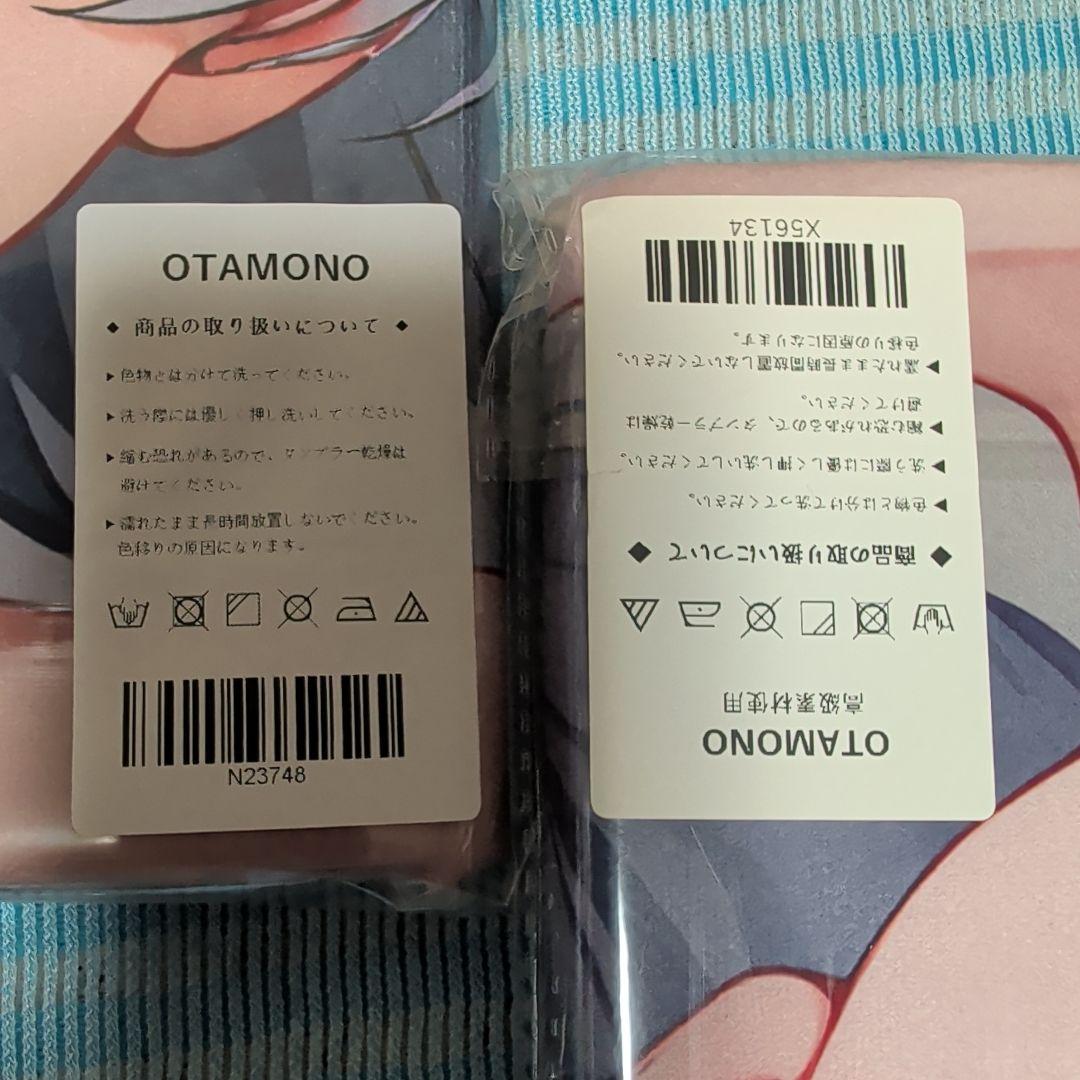 OTAMONO
◆ 商品の取り扱いについて ◆
▶色物とは分けて洗ってください。
▶洗う際には優しく押し洗いしてください。
▶縮む恐れがあるので、タンブラー乾燥は
避けてください。
▶濡れたまま長時間放置しないでください。
色移りの原因になります。
N23748
OTAMONO
高級素材使用
◆ 商品の取り扱いについて ◆
▶色物とは分けて洗ってください。
▶洗う際には優しく押し洗いしてください。
▶縮む恐れがあるので、タンブラー乾燥は
避けてください。
▶濡れたまま長時間放置しないでください。
色移りの原因になります。
X56134